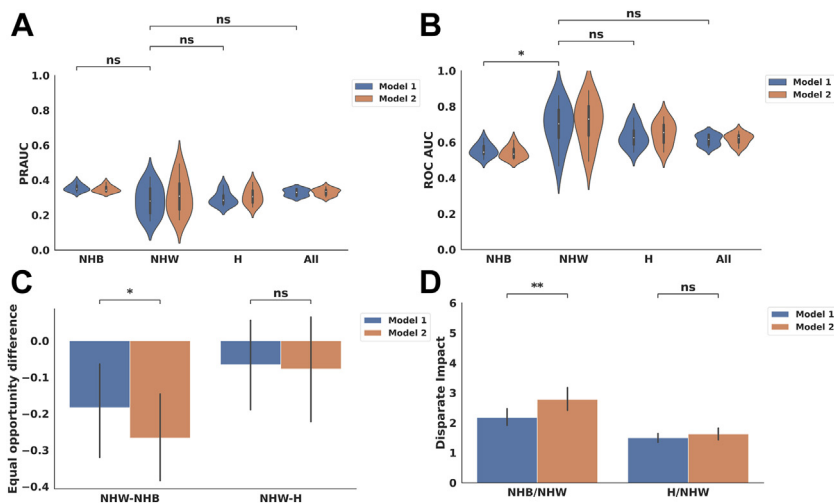 A
ns
ns
ns
PRAUC
1.0
0.8
0.6
0.4
0.2
0.0
NHB NHW H All
Model 1
Model 2
B
ns
ns
*
ROC AUC
1.0
0.8
0.6
0.4
0.2
0.0
NHB NHW H All
Model 1
Model 2
C
* ns
Equal opportunity difference
0.0
−0.1
−0.2
−0.3
−0.4
NHW-NHB NHW-H
Model 1
Model 2
D
** ns
Disparate Impact
6
5
4
3
2
1
0
NHB/NHW H/NHW
Model 1
Model 2